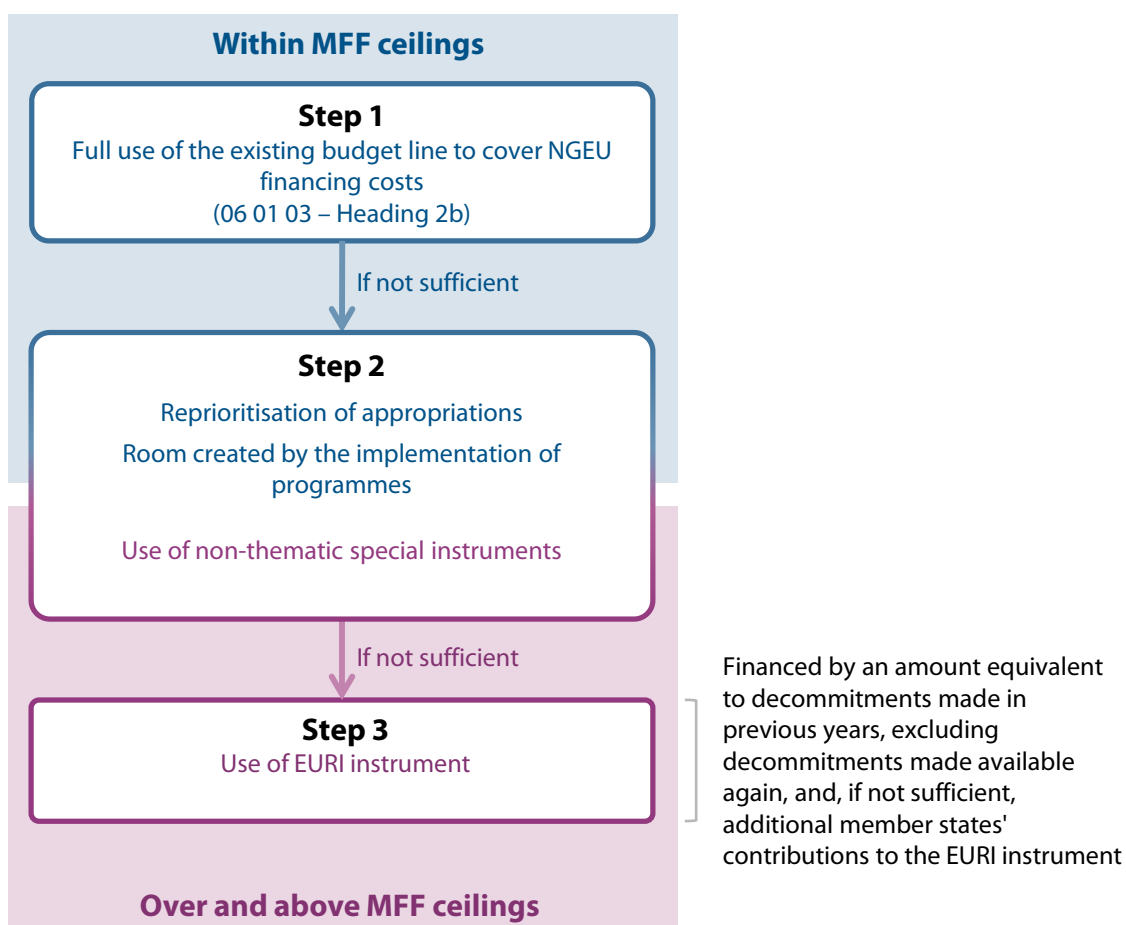 Within MFF ceilings
Step 1
Full use of the existing budget line to cover NGEU
financing costs
(06 01 03 – Heading 2b)
If not sufficient
Step 2
Reprioritisation of appropriations
Room created by the implementation of
programmes
Use of non-thematic special instruments
If not sufficient
Step 3
Use of EURI instrument
Financed by an amount equivalent
to decommitments made in
previous years, excluding
decommitments made available
again, and, if not sufficient,
additional member states'
contributions to the EURI instrument
Over and above MFF ceilings